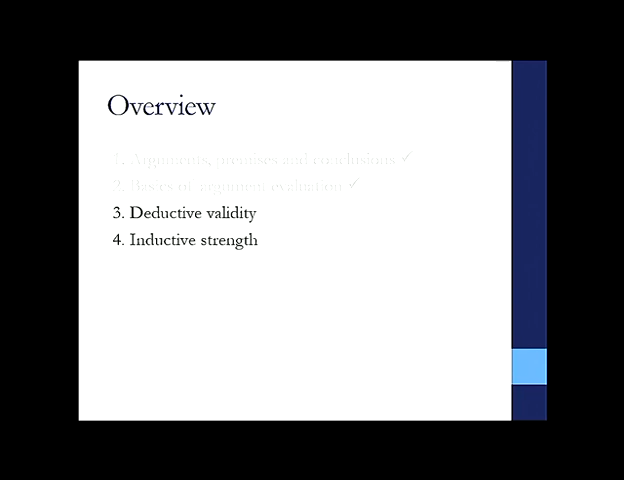 Overview
1. Arguments, premises and conclusions ✓
2. Basics of argument evaluation ✓
3. Deductive validity
4. Inductive strength